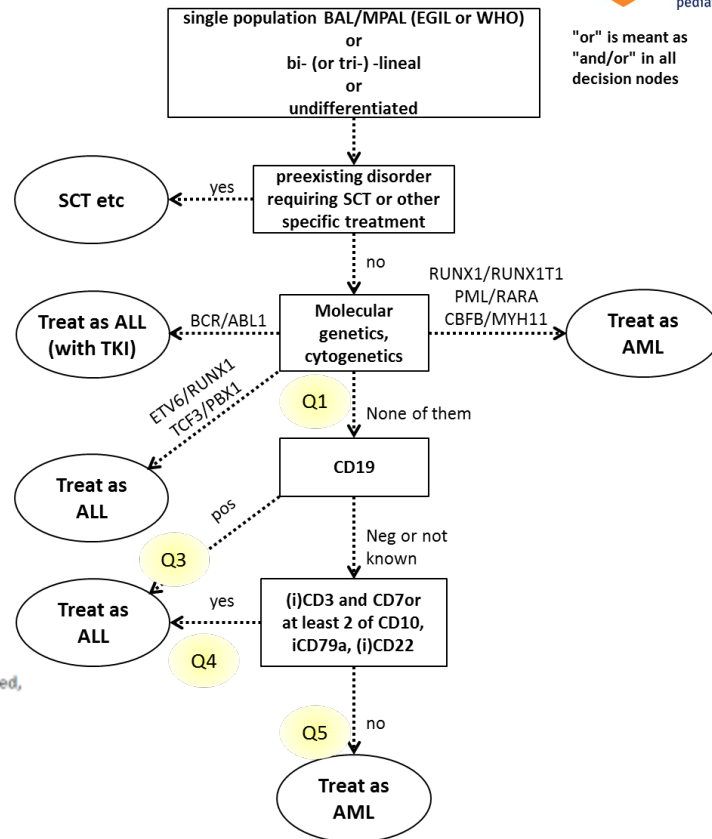 pediat
single population BAL/MPAL (EGIL or WHO)
or
bi- (or tri-) -lineal
or
undifferentiated
"or" is meant as
"and/or" in all
decision nodes
preexisting disorder
requiring SCT or other
specific treatment
yes
SCT etc
no
Molecular
genetics,
cytogenetics
BCR/ABL1
Treat as ALL
(with TKI)
RUNX1/RUNX1T1
PML/RARA
CBFB/MYH11
Treat as
AML
ETV6/RUNX1
TCF3/PBX1
Q1
None of them
Treat as
ALL
CD19
pos
Q3
Neg or not
known
Treat as
ALL
yes
(i)CD3 and CD7or
at least 2 of CD10,
iCD79a, (i)CD22
Q4
ed,
Q5
no
Treat as
AML